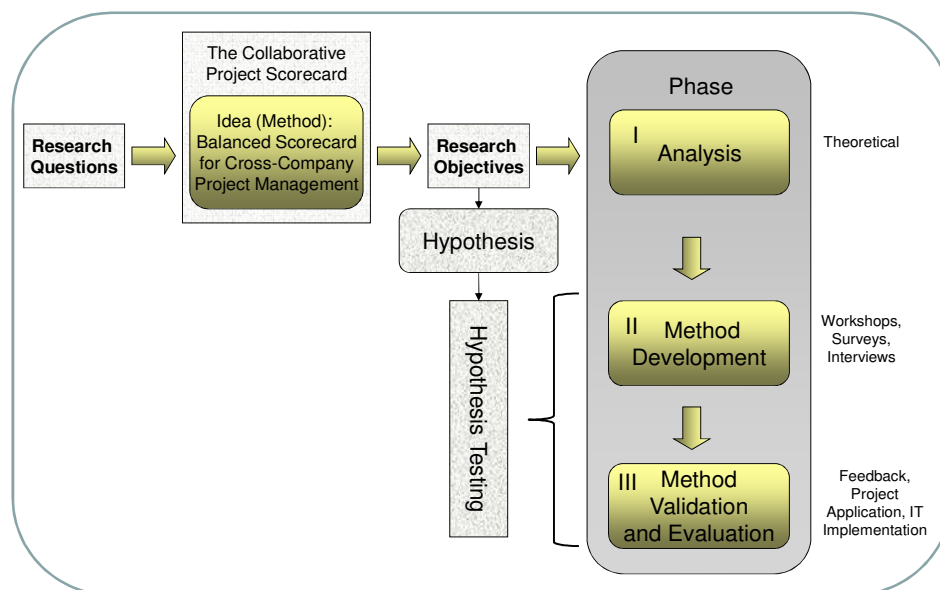 The Collaborative
Project Scorecard
Idea (Method):
Balanced Scorecard
for Cross-Company
Project Management
Research
Questions
Research
Objectives
Hypothesis
Hypothesis Testing
Phase
I
Analysis
Theoretical
II
Method
Development
Workshops,
Surveys,
Interviews
III
Method
Validation
and Evaluation
Feedback,
Project
Application, IT
Implementation